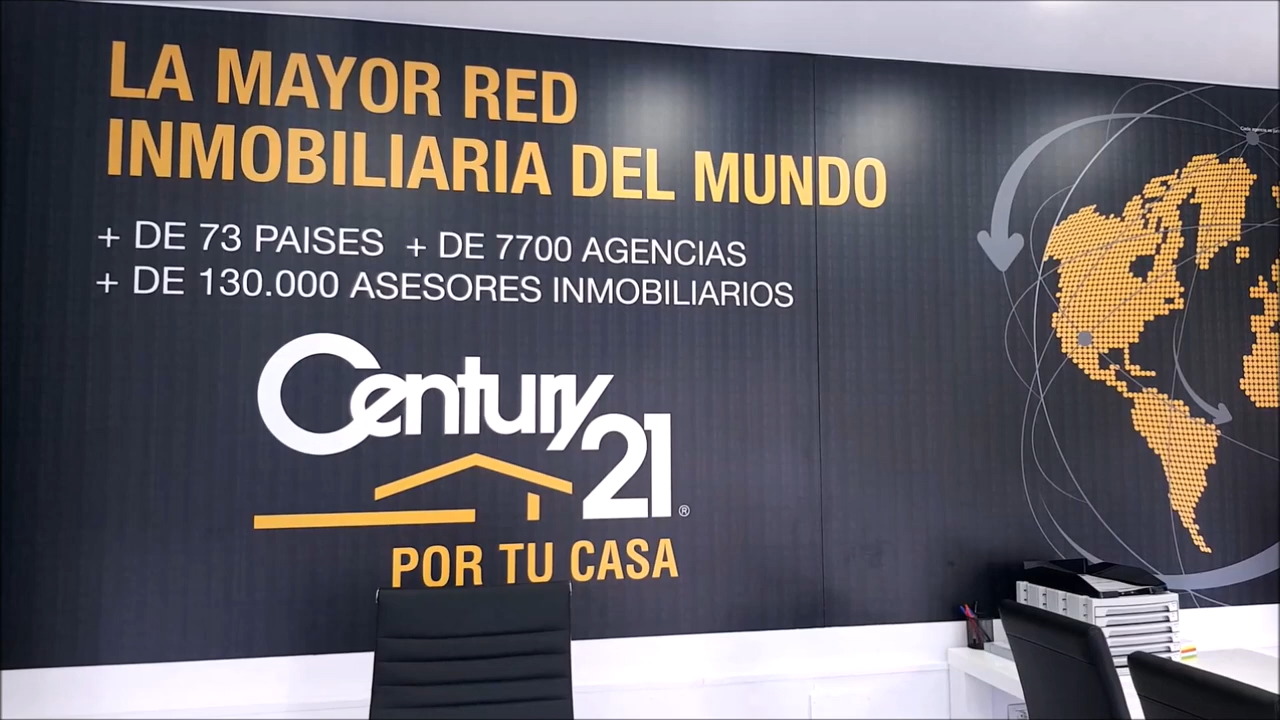 LA MAYOR RED
INMOBILIARIA DEL MUNDO
+ DE 73 PAISES + DE 7700 AGENCIAS
+ DE 130.000 ASESORES INMOBILIARIOS
Century
21®
POR TU CASA